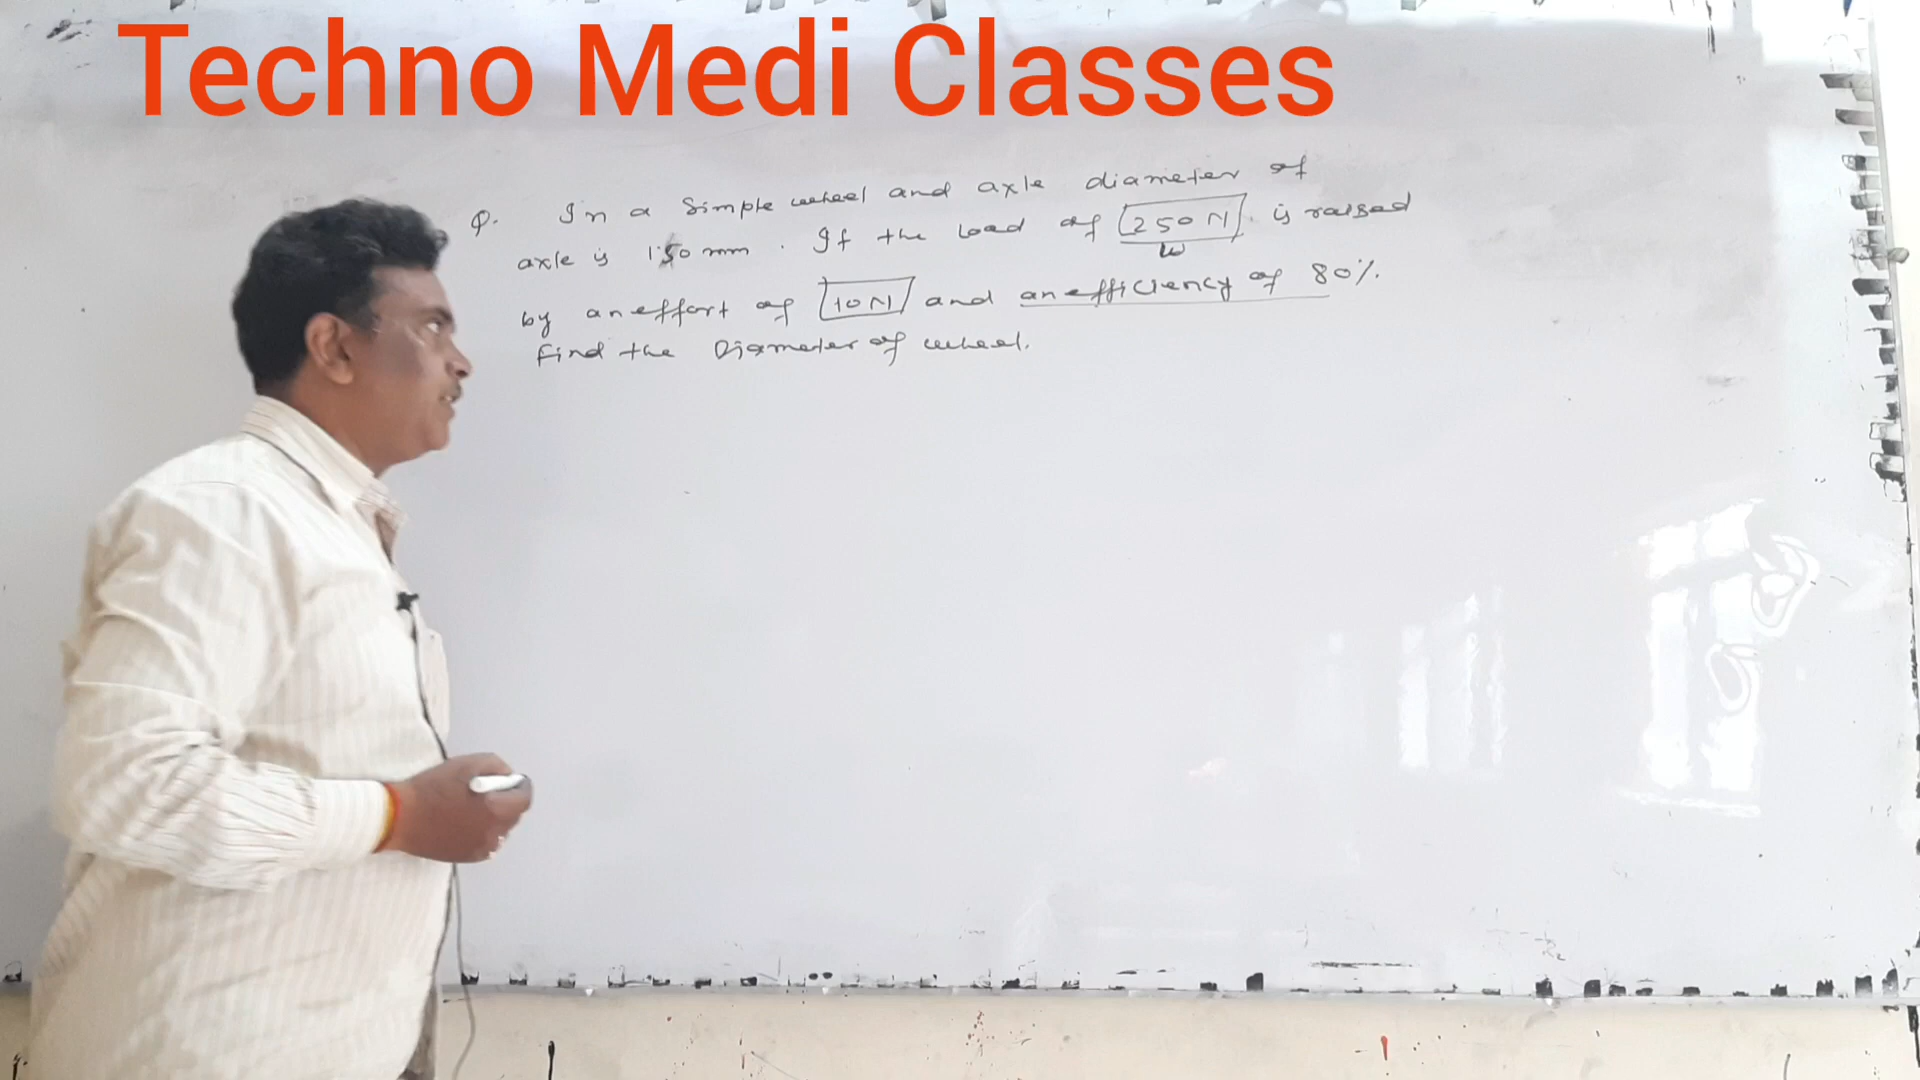 Techno Medi Classes
Q. In a Simple wheel and axle diameter of
axle is 150 mm. If the Load of 250 N is raised
W
by an effort of 10 N and an efficiency of 80%.
Find the Diameter of wheel.